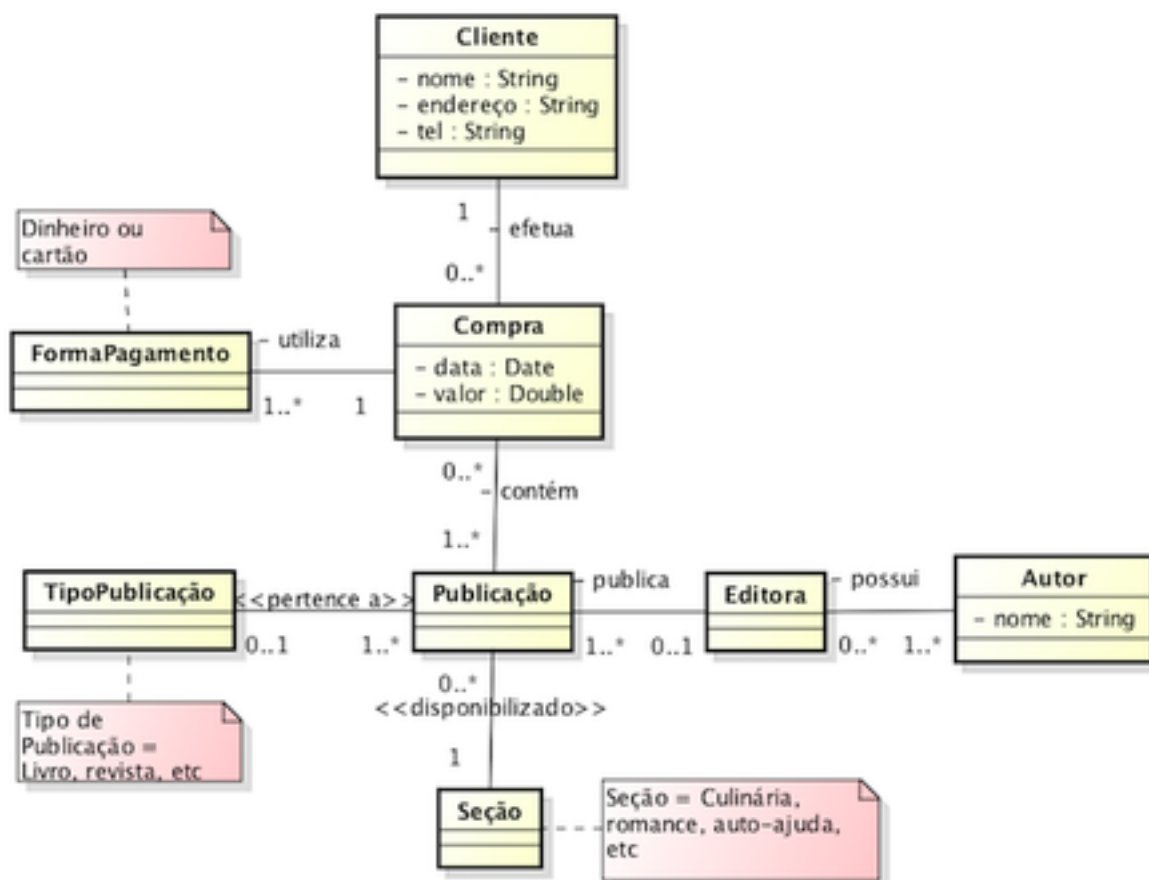 Cliente
- nome : String
- endereço : String
- tel : String
1
- efetua
0..*
Dinheiro ou
cartão
FormaPagamento
- utiliza
1..*
1
Compra
- data : Date
- valor : Double
0..*
- contém
1..*
TipoPublicação
<<pertence a>>
0..1
1..*
Publicação
- publica
1..*
0..1
Editora
- possui
0..*
1..*
Autor
- nome : String
0..*
<<disponibilizado>>
1
Tipo de
Publicação =
Livro, revista, etc
Seção
Seção = Culinária,
romance, auto-ajuda,
etc